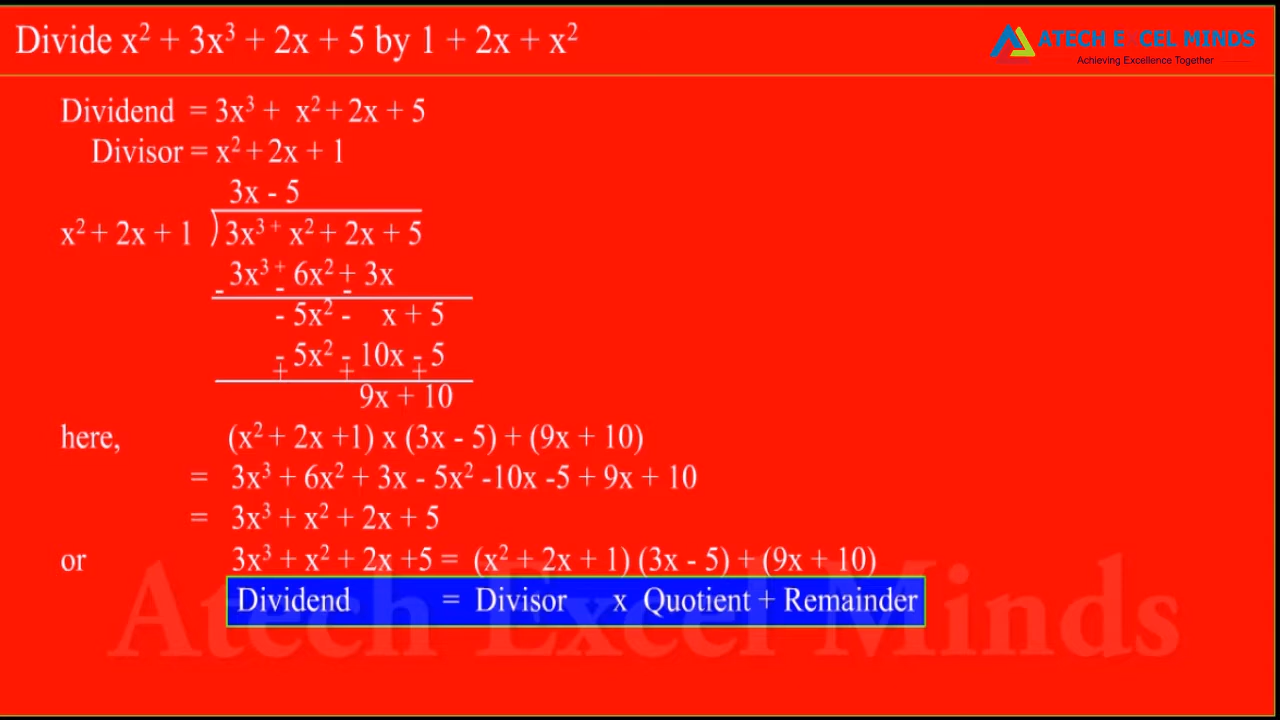 Divide x² + 3x³ + 2x + 5 by 1 + 2x + x²
ATECH EXCEL MINDS
Achieving Excellence Together
Dividend = 3x³ + x² + 2x + 5
Divisor = x² + 2x + 1
3x - 5
x² + 2x + 1 ) 3x³ + x² + 2x + 5
3x³ + 6x² + 3x
- - -
- 5x² - x + 5
- 5x² - 10x - 5
+ + +
9x + 10
here, (x² + 2x +1) x (3x - 5) + (9x + 10)
= 3x³ + 6x² + 3x - 5x² -10x -5 + 9x + 10
= 3x³ + x² + 2x + 5
or 3x³ + x² + 2x +5 = (x² + 2x + 1) (3x - 5) + (9x + 10)
Dividend = Divisor x Quotient + Remainder
Atech Excel Minds